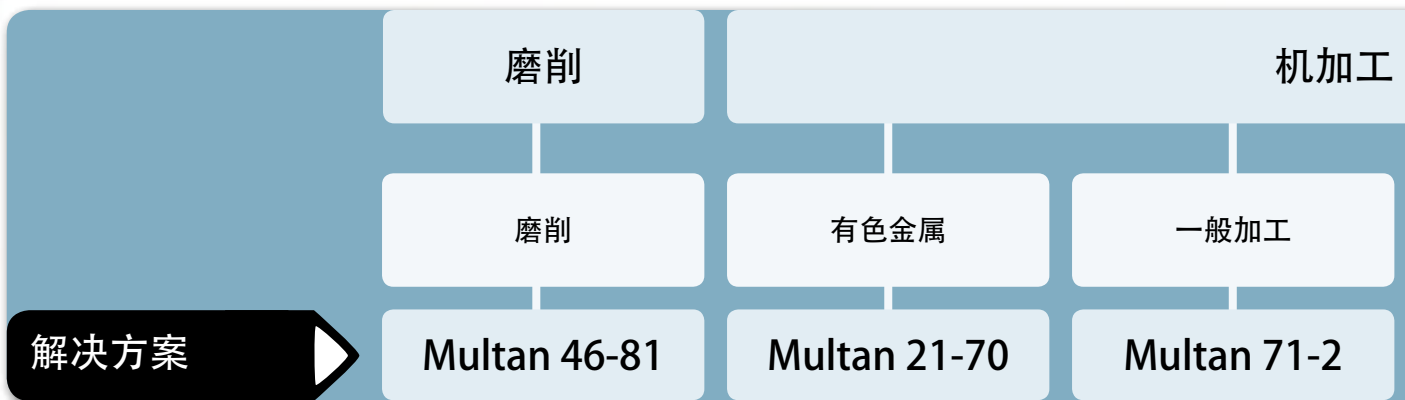 磨削
机加工
磨削
有色金属
一般加工
解决方案
Multan 46-81
Multan 21-70
Multan 71-2